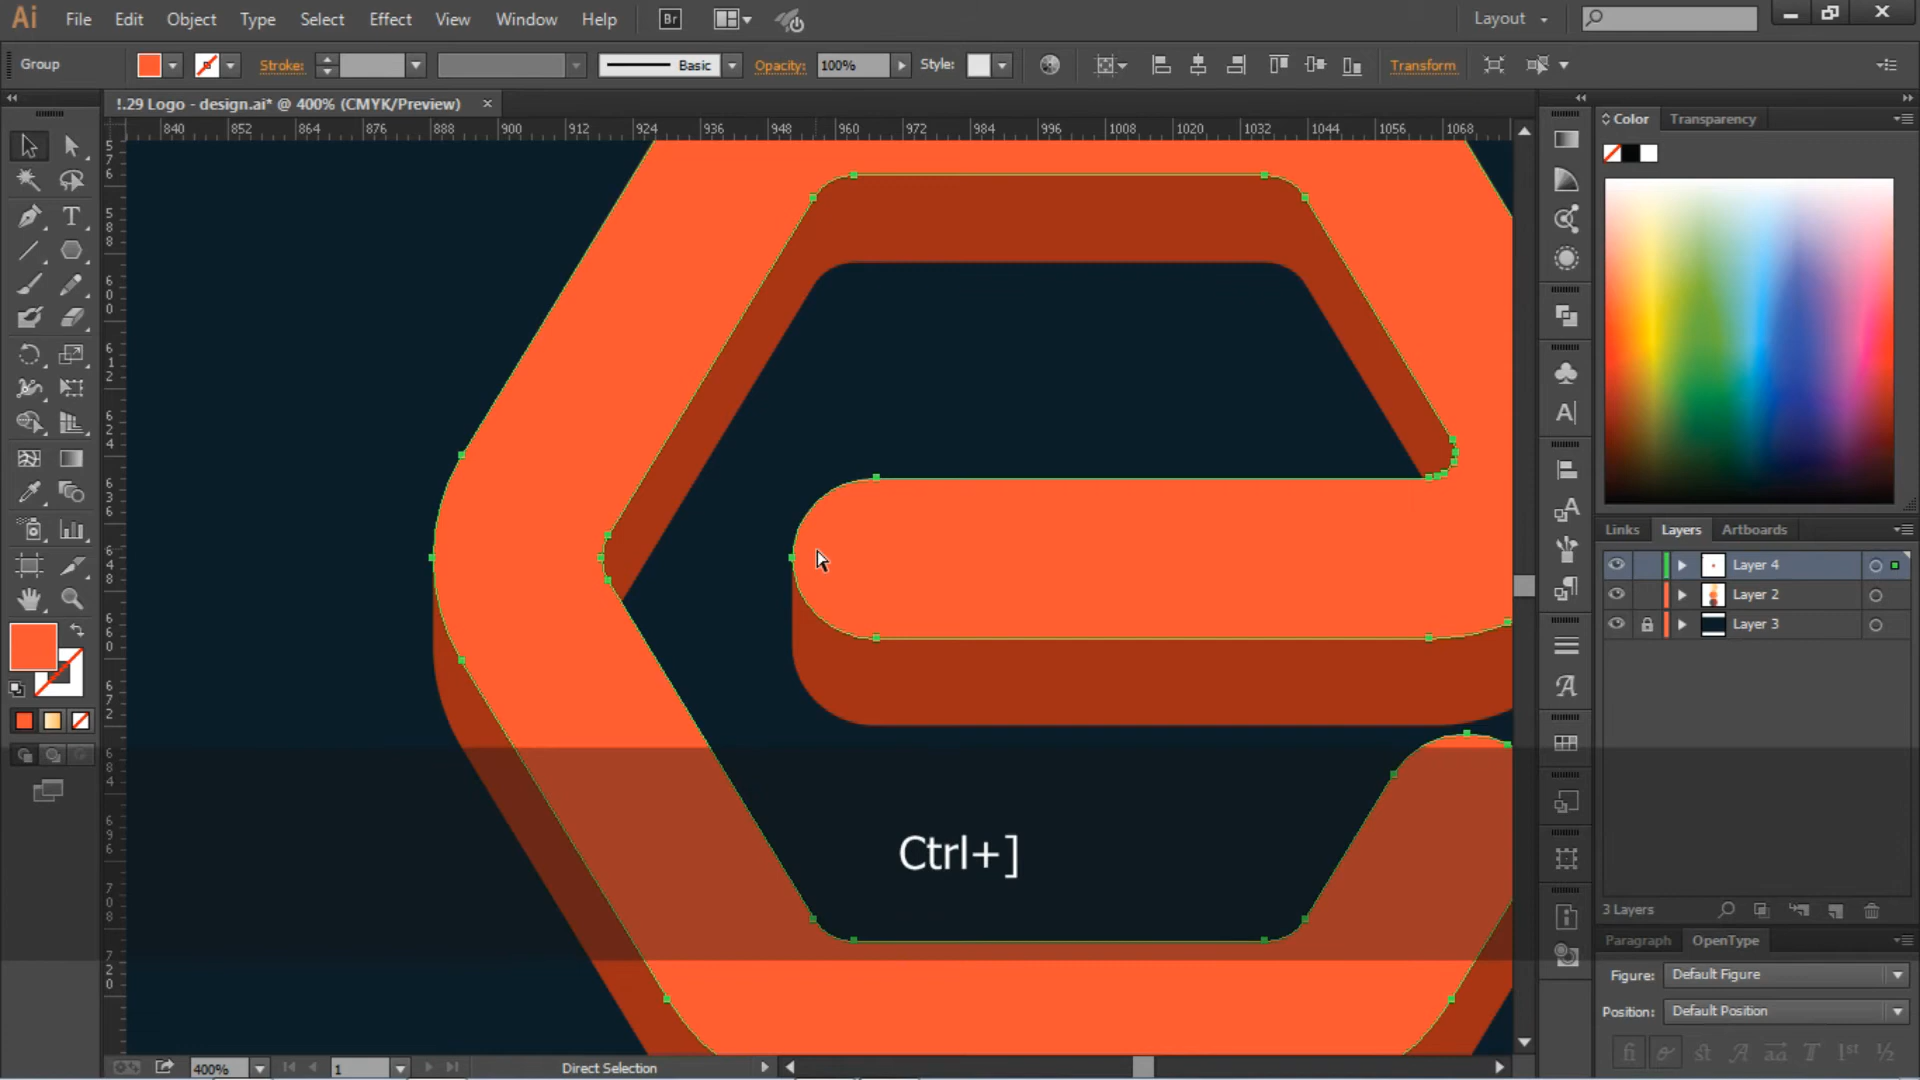 Ai File Edit Object Type Select Effect View Window Help Br Layout
Group Stroke: Basic Opacity: 100% Style: Transform
!.29 Logo - design.ai* @ 400% (CMYK/Preview)
840 852 864 876 888 900 912 924 936 948 960 972 984 996 1008 1020 1032 1044 1056 1068
Color Transparency
Links Layers Artboards
Layer 4
Layer 2
Layer 3
Ctrl+]
3 Layers
Paragraph OpenType
Figure: Default Figure
Position: Default Position
400% 1 Direct Selection